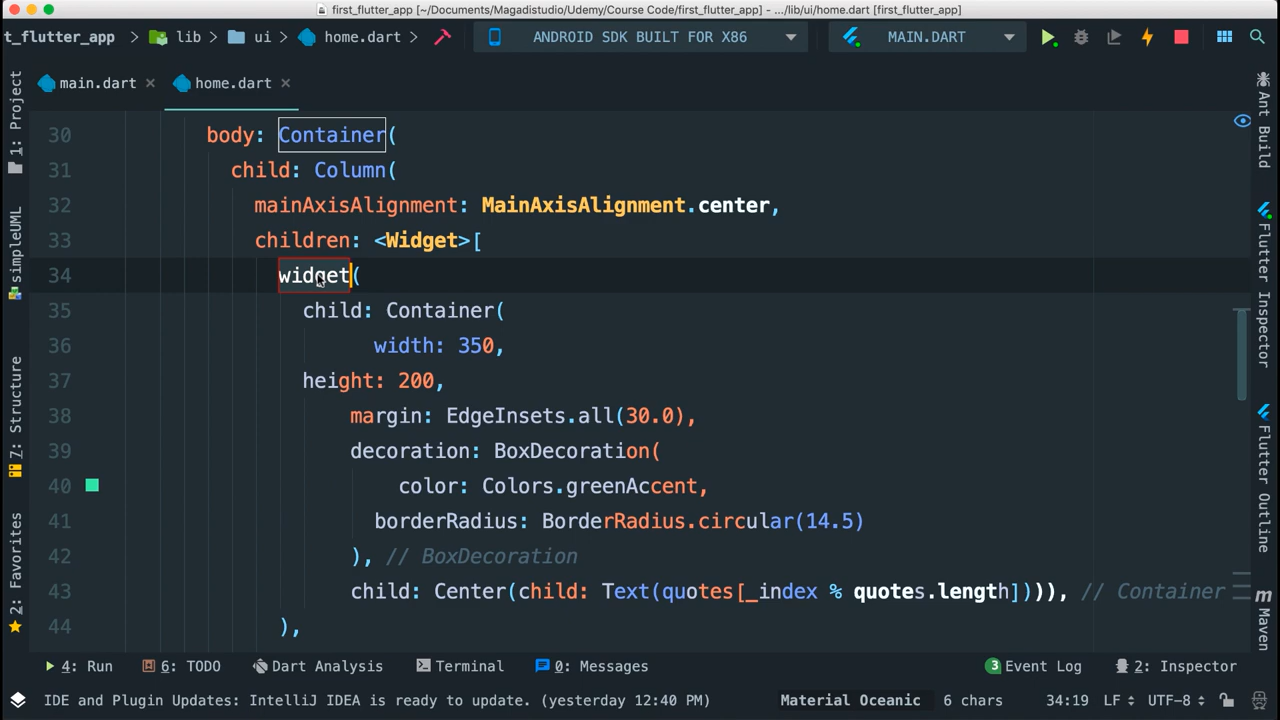 first_flutter_app [~/Documents/Magadistudio/Udemy/Course Code/first_flutter_app] - .../lib/ui/home.dart [first_flutter_app]
t_flutter_app lib ui home.dart ANDROID SDK BUILT FOR X86 MAIN.DART
main.dart home.dart
1: Project
simpleUML
7: Structure
2: Favorites
30 body: Container(
31 child: Column(
32 mainAxisAlignment: MainAxisAlignment.center,
33 children: <Widget>[
34 widget(
35 child: Container(
36 width: 350,
37 height: 200,
38 margin: EdgeInsets.all(30.0),
39 decoration: BoxDecoration(
40 color: Colors.greenAccent,
41 borderRadius: BorderRadius.circular(14.5)
42 ), // BoxDecoration
43 child: Center(child: Text(quotes[_index % quotes.length]))), // Container
44 ),
Ant Build
Flutter Inspector
Flutter Outline
Maven
4: Run 6: TODO Dart Analysis Terminal 0: Messages 3 Event Log 2: Inspector
IDE and Plugin Updates: IntelliJ IDEA is ready to update. (yesterday 12:40 PM) Material Oceanic 6 chars 34:19 LF UTF-8